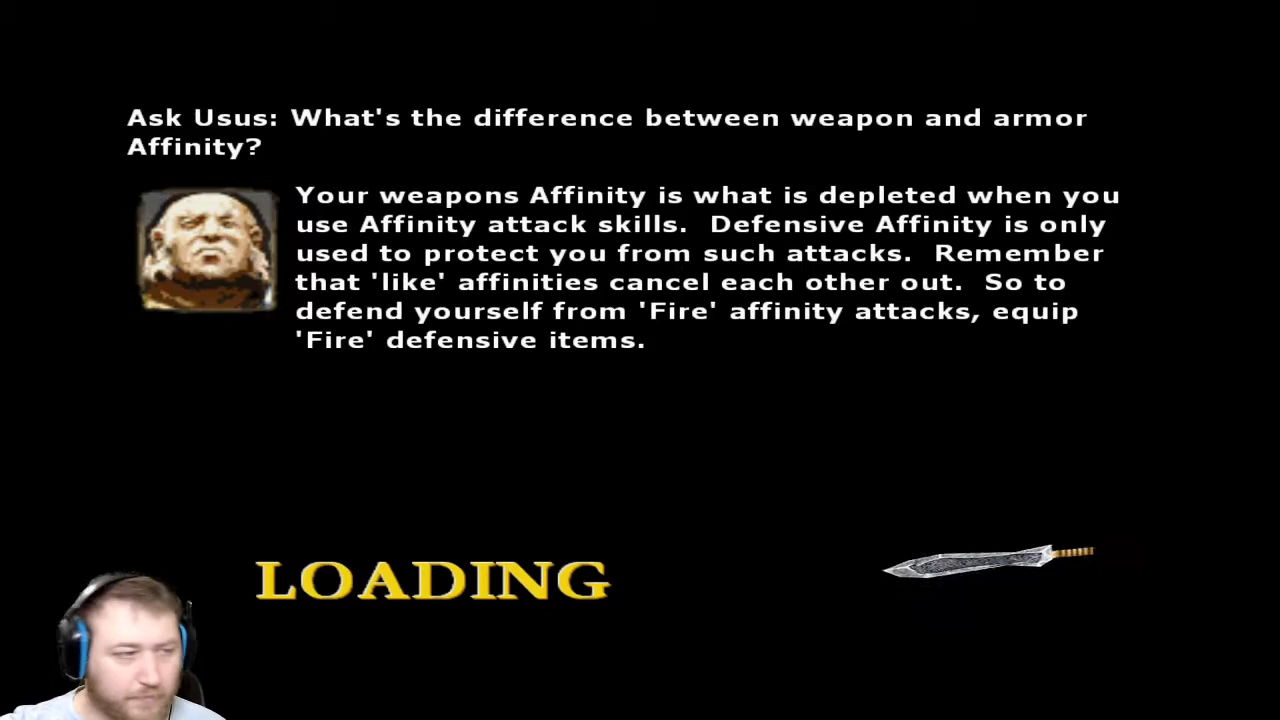 Ask Usus: What's the difference between weapon and armor
Affinity?
Your weapons Affinity is what is depleted when you
use Affinity attack skills. Defensive Affinity is only
used to protect you from such attacks. Remember
that 'like' affinities cancel each other out. So to
defend yourself from 'Fire' affinity attacks, equip
'Fire' defensive items.
LOADING